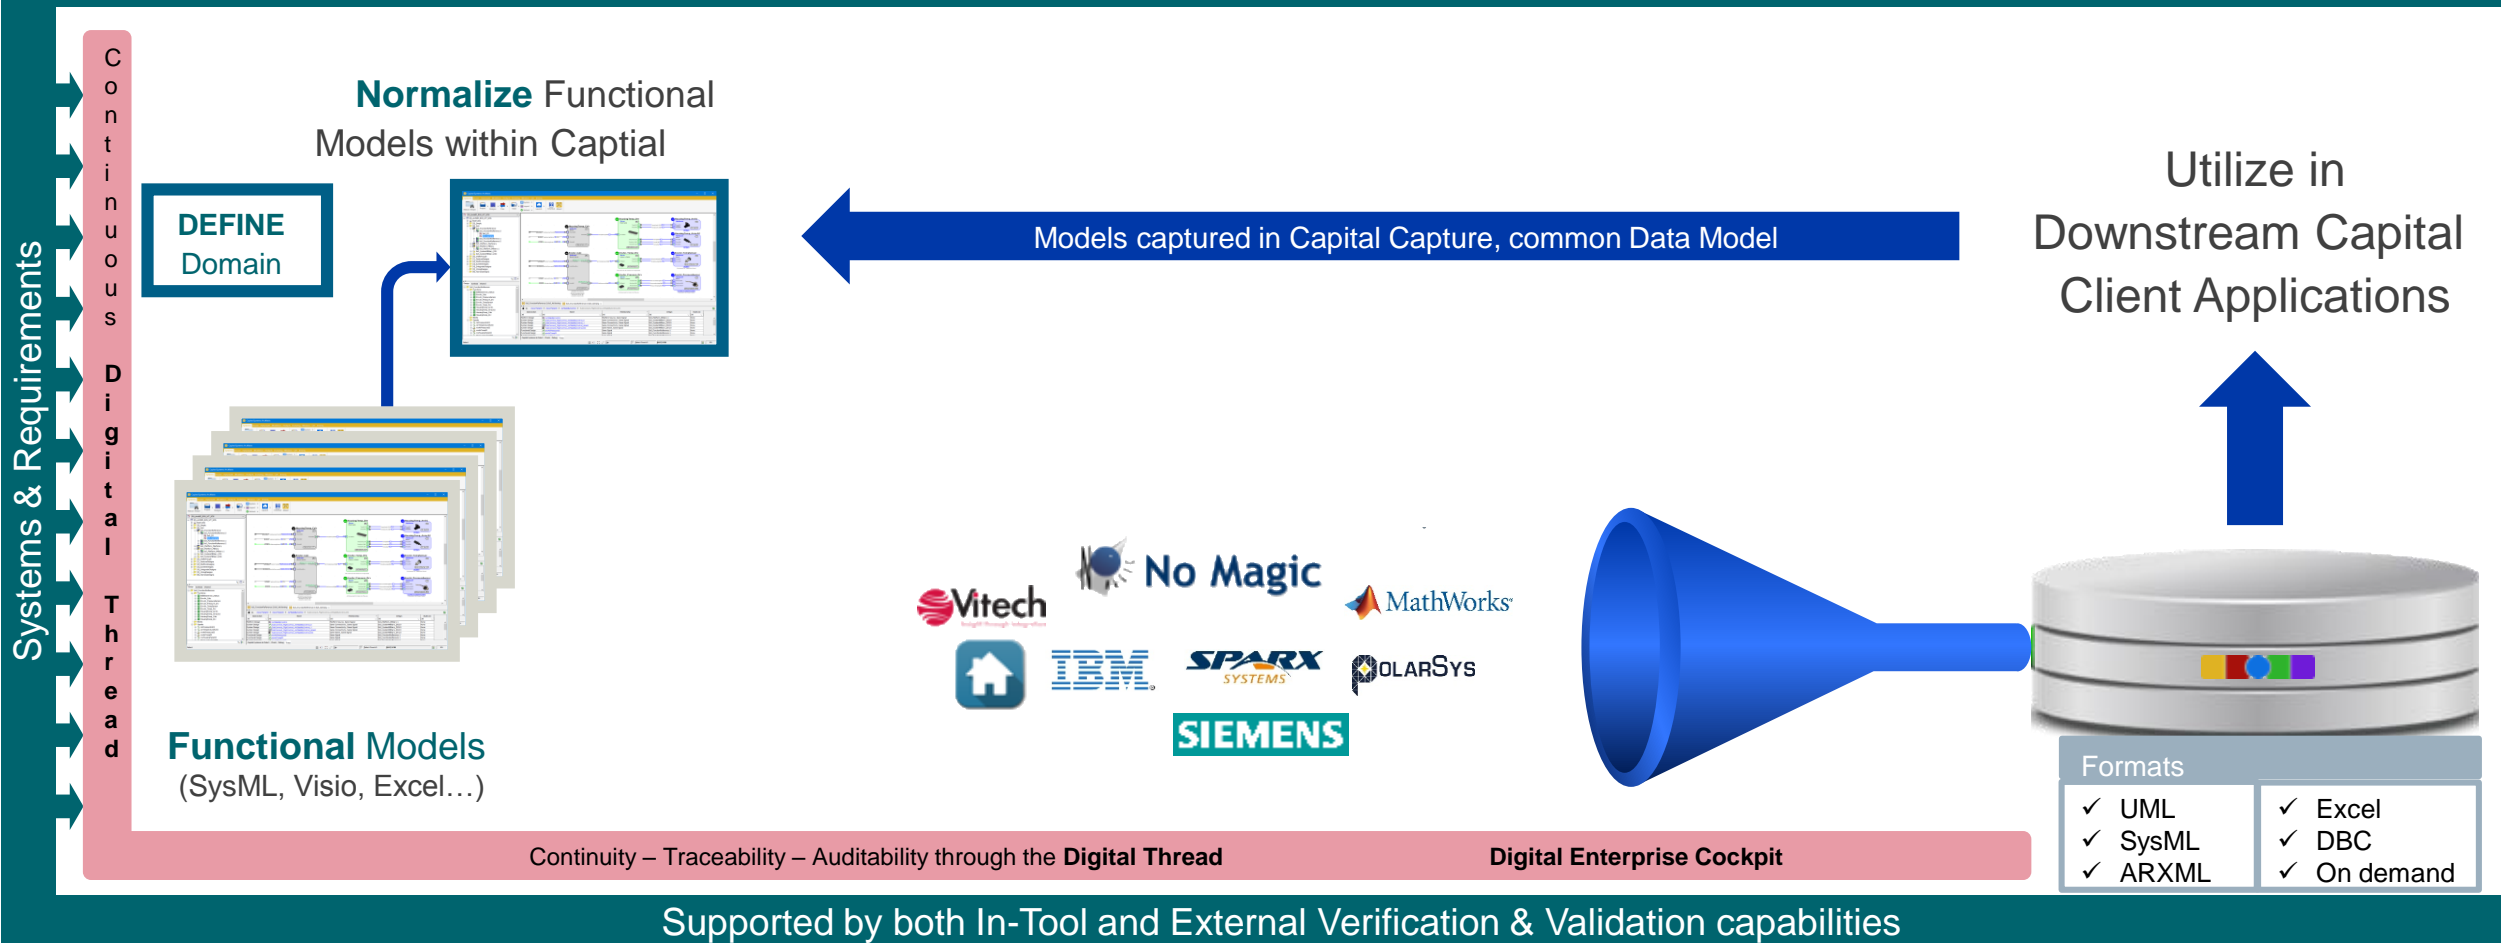 Systems & Requirements
Continuous Digital Thread
Normalize Functional
Models within Captial
DEFINE
Domain
Models captured in Capital Capture, common Data Model
Utilize in
Downstream Capital
Client Applications
Functional Models
(SysML, Visio, Excel…)
No Magic
Vitech
MathWorks
IBM
SPARX
SYSTEMS
POLARSYS
SIEMENS
Formats
✓ UML
✓ SysML
✓ ARXML
✓ Excel
✓ DBC
✓ On demand
Continuity – Traceability – Auditability through the Digital Thread
Digital Enterprise Cockpit
Supported by both In-Tool and External Verification & Validation capabilities